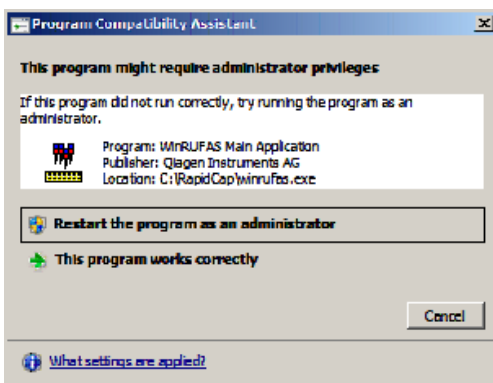 Program Compatibility Assistant
This program might require administrator privileges
If this program did not run correctly, try running the program as an
administrator.
Program: WinRUFAS Main Application
Publisher: Qiagen Instruments AG
Location: C:\RapidCap\winrufas.exe
Restart the program as an administrator
This program works correctly
Cancel
What settings are applied?